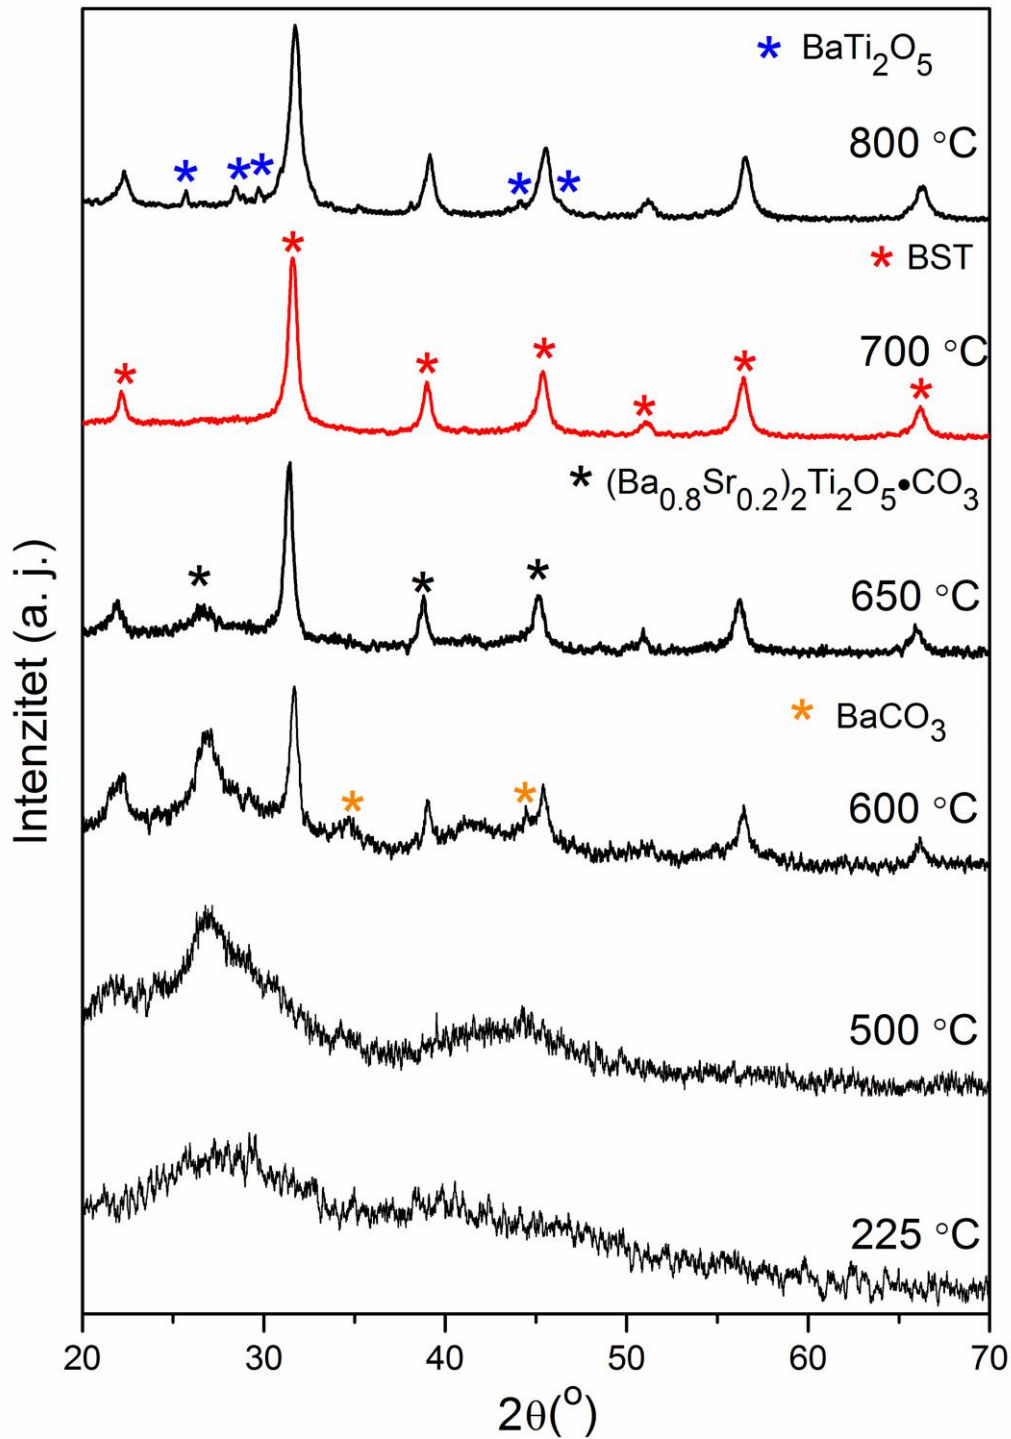 * BaTi₂O₅
800 °C
* BST
700 °C
* (Ba₀.₈Sr₀.₂)₂Ti₂O₅•CO₃
650 °C
* BaCO₃
600 °C
500 °C
225 °C
Intenzitet (a. j.)
20 30 40 50 60 70
2θ(°)